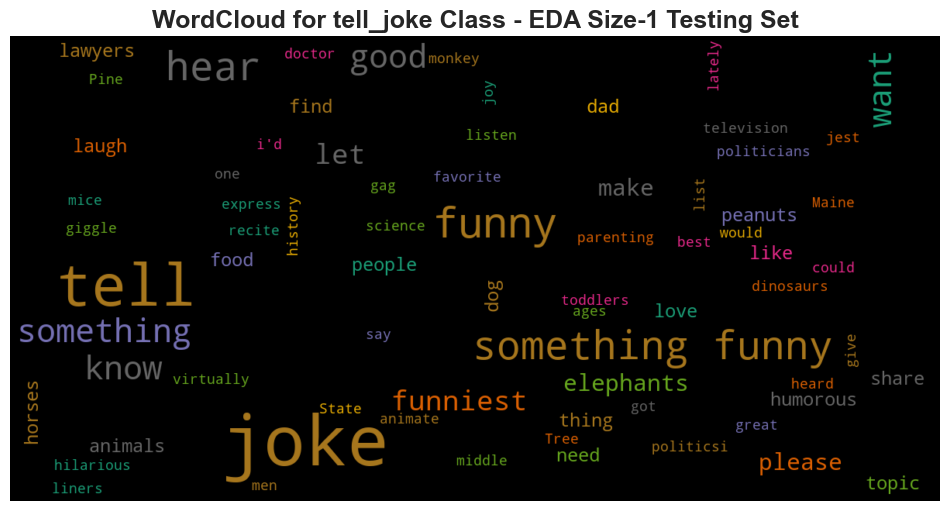 WordCloud for tell_joke Class - EDA Size-1 Testing Set
lawyers
hear
doctor
good
monkey
lately
want
Pine
find
joy
dad
laugh
i'd
let
listen
television
politicians
jest
one
gag
favorite
make
list
mice
express
history
funny
peanuts
Maine
giggle
recite
science
parenting
best
would
food
people
like
could
tell
dog
toddlers
ages
love
dinosaurs
something
say
something funny
give
know
virtually
elephants
heard
share
horses
State
animate
funniest
got
humorous
thing
great
joke
animals
Tree
need
politicsi
hilarious
middle
please
liners
men
topic